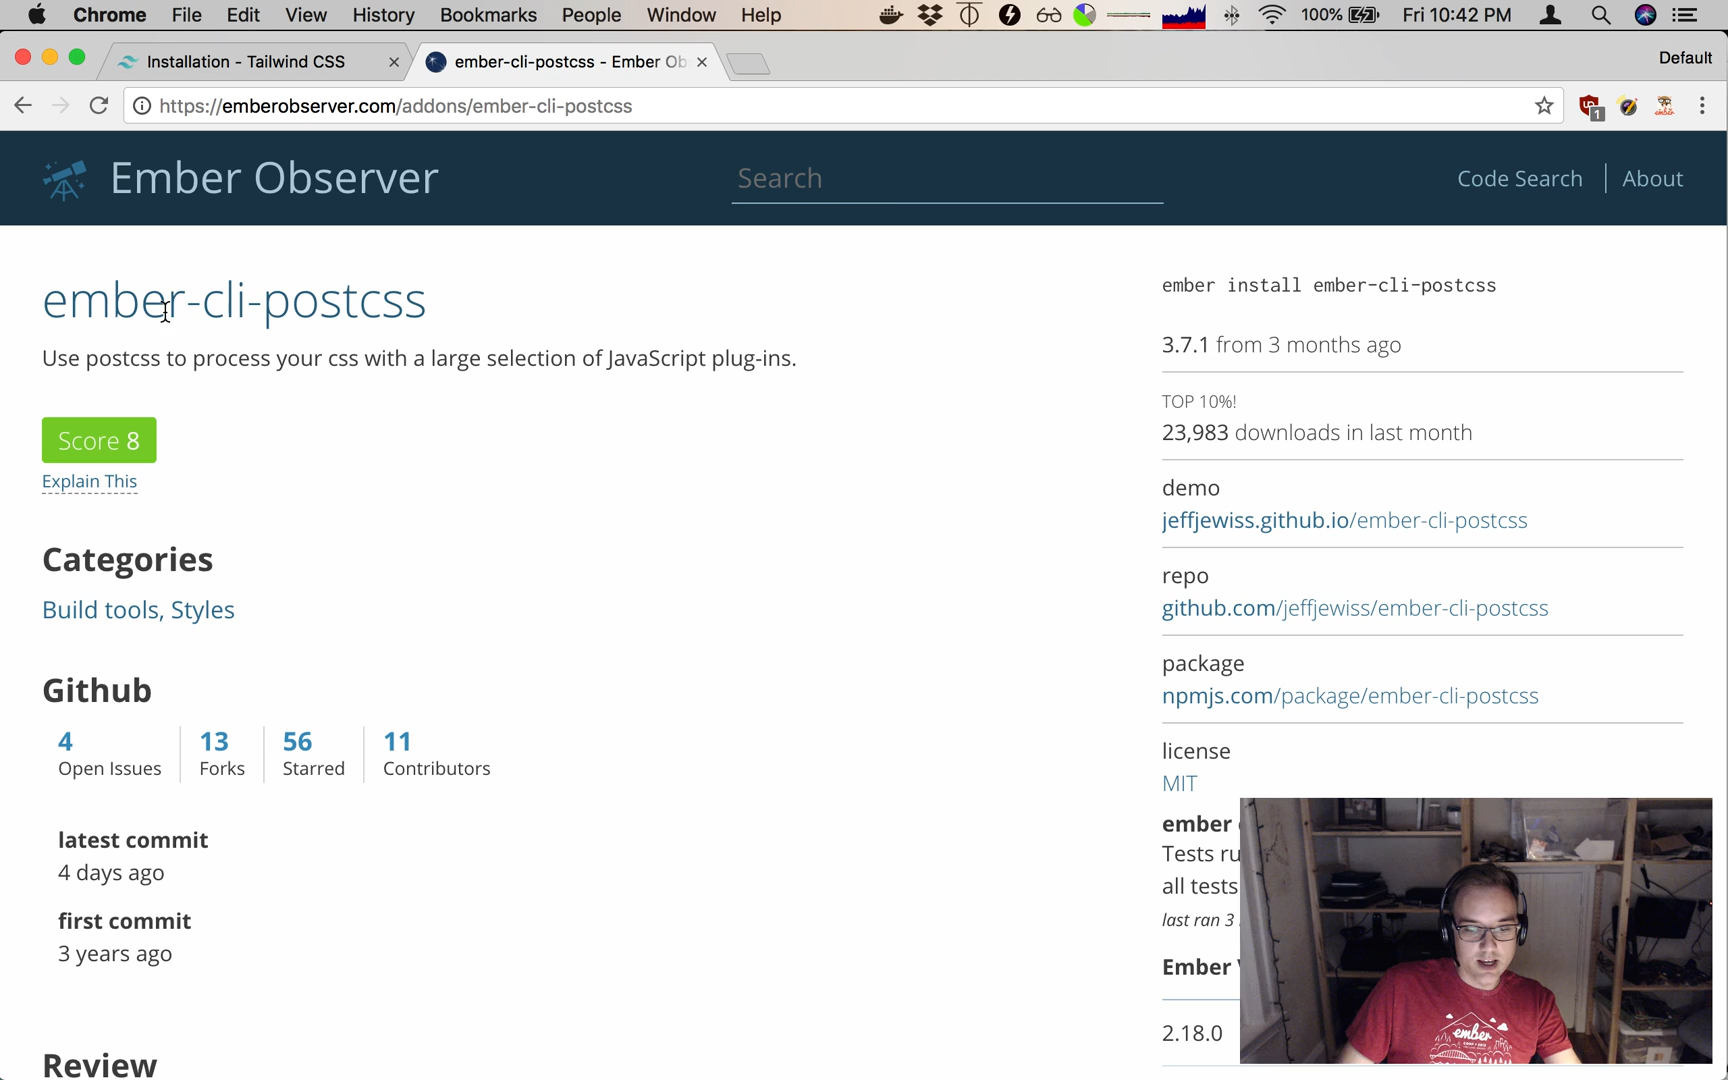 Chrome File Edit View History Bookmarks People Window Help 100% Fri 10:42 PM
Installation - Tailwind CSS
ember-cli-postcss - Ember Ob
Default
https://emberobserver.com/addons/ember-cli-postcss
1
Ember Observer
Search
Code Search
About
ember-cli-postcss
Use postcss to process your css with a large selection of JavaScript plug-ins.
Score 8
Explain This
Categories
Build tools, Styles
Github
4 13 56 11
Open Issues Forks Starred Contributors
latest commit
4 days ago
first commit
3 years ago
Review
ember install ember-cli-postcss
3.7.1 from 3 months ago
TOP 10%!
23,983 downloads in last month
demo
jeffjewiss.github.io/ember-cli-postcss
repo
github.com/jeffjewiss/ember-cli-postcss
package
npmjs.com/package/ember-cli-postcss
license
MIT
ember
Tests ru
all tests
last ran 3
Ember
2.18.0
ember